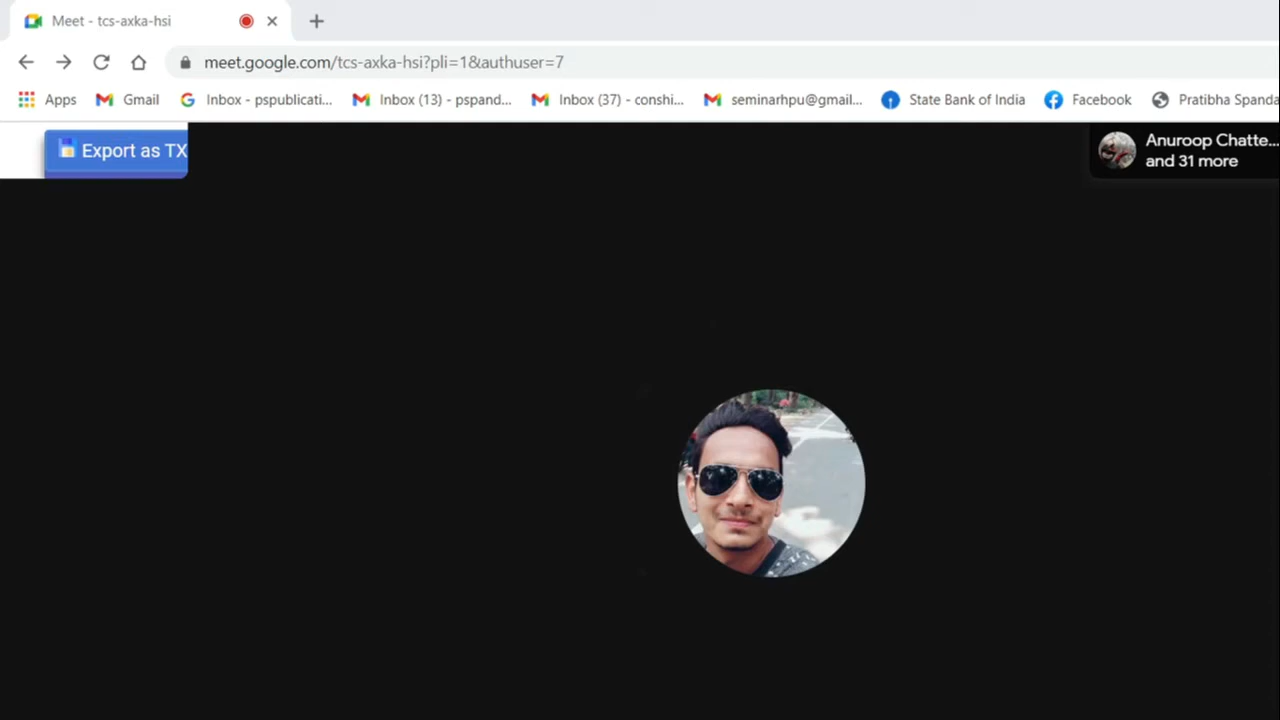 Meet - tcs-axka-hsi
meet.google.com/tcs-axka-hsi?pli=1&authuser=7
Apps Gmail Inbox - pspublicati... Inbox (13) - pspand... Inbox (37) - conshi... seminarhpu@gmail... State Bank of India Facebook Pratibha Spanda
Export as TX
Anuroop Chatte...
and 31 more